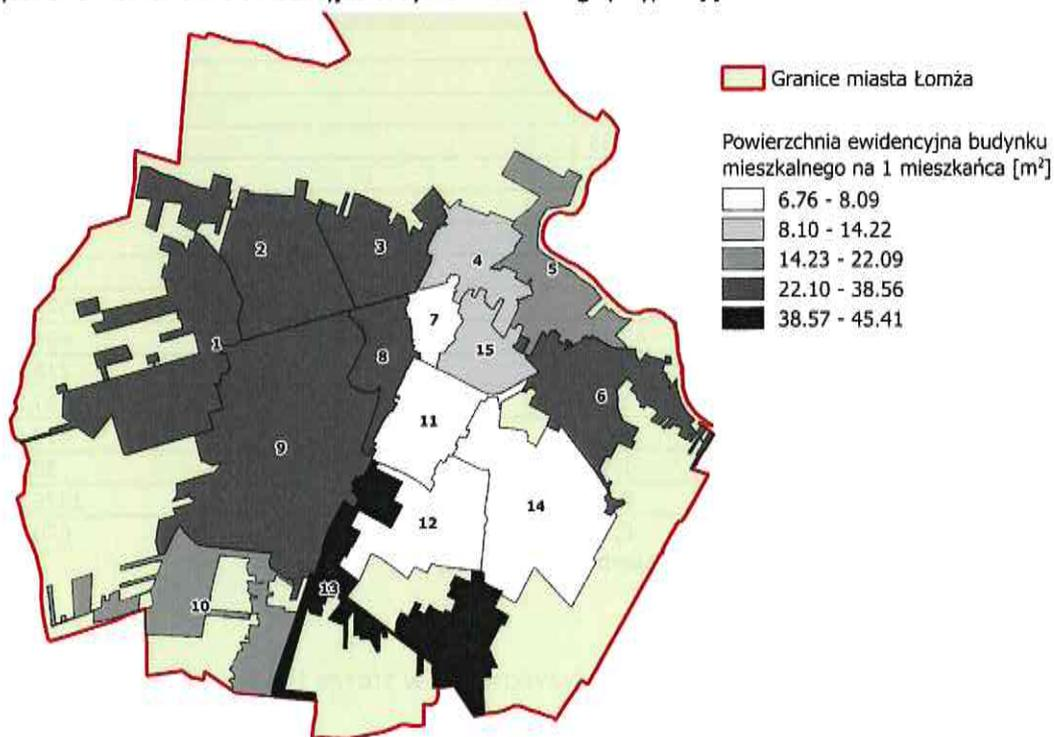 Granice miasta Łomża
Powierzchnia ewidencyjna budynku
mieszkalnego na 1 mieszkańca [m²]
6.76 - 8.09
8.10 - 14.22
14.23 - 22.09
22.10 - 38.56
38.57 - 45.41
2
3
4
5
7
1
8
15
6
9
11
14
12
13
10